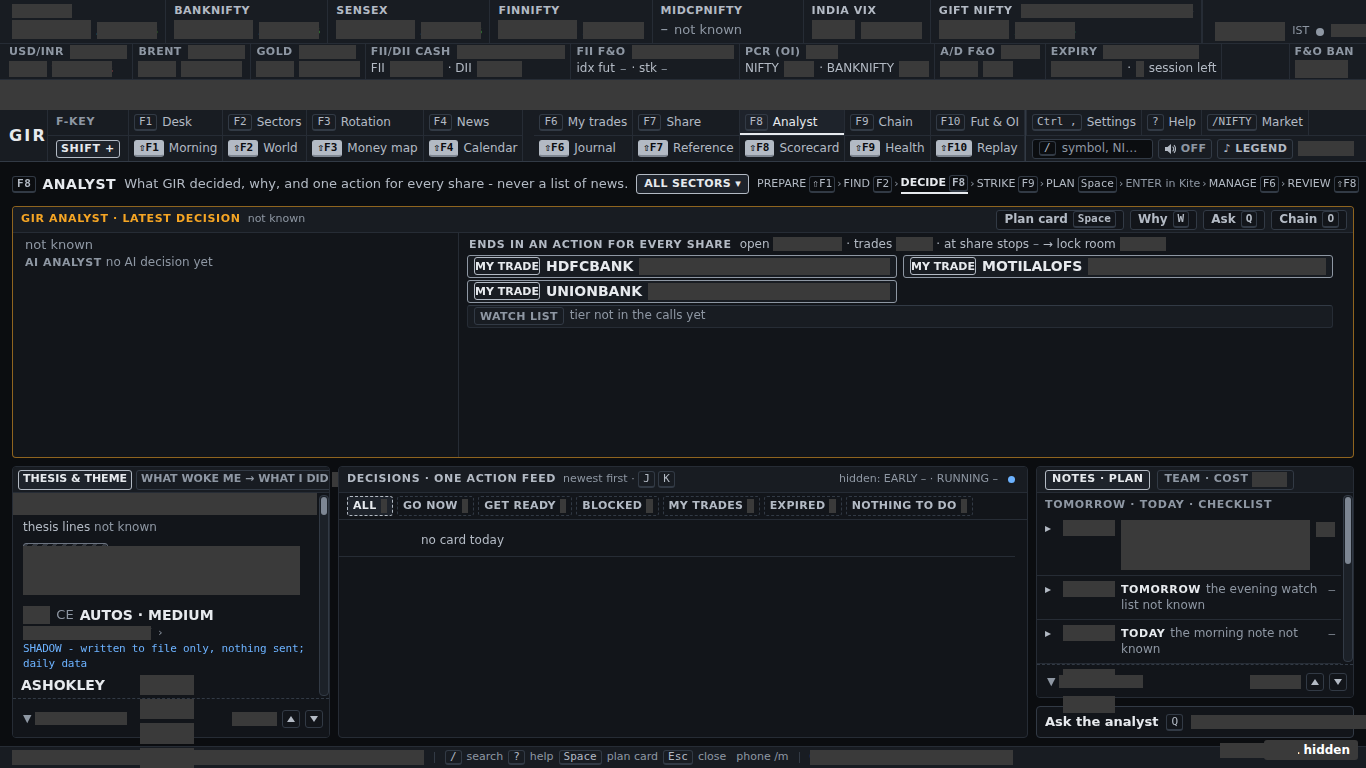 BANKNIFTY SENSEX FINNIFTY MIDCPNIFTY INDIA VIX GIFT NIFTY
– not known IST
USD/INR BRENT GOLD FII/DII CASH FII F&O PCR (OI) A/D F&O EXPIRY F&O BAN
FII · DII idx fut – · stk – NIFTY · BANKNIFTY · session left
GIR
F-KEY F1 Desk F2 Sectors F3 Rotation F4 News F6 My trades F7 Share F8 Analyst F9 Chain F10 Fut & OI Ctrl , Settings ? Help /NIFTY Market
SHIFT + ⇧F1 Morning ⇧F2 World ⇧F3 Money map ⇧F4 Calendar ⇧F6 Journal ⇧F7 Reference ⇧F8 Scorecard ⇧F9 Health ⇧F10 Replay / symbol, NI… OFF ♪ LEGEND
F8 ANALYST What GIR decided, why, and one action for every share - never a list of news. ALL SECTORS ▾ PREPARE ⇧F1 › FIND F2 › DECIDE F8 › STRIKE F9 › PLAN Space › ENTER in Kite › MANAGE F6 › REVIEW ⇧F8
GIR ANALYST · LATEST DECISION not known Plan card Space Why W Ask Q Chain O
not known
AI ANALYST no AI decision yet
ENDS IN AN ACTION FOR EVERY SHARE open · trades · at share stops – → lock room
MY TRADE HDFCBANK MY TRADE MOTILALOFS
MY TRADE UNIONBANK
WATCH LIST tier not in the calls yet
THESIS & THEME WHAT WOKE ME → WHAT I DID
thesis lines not known
CE AUTOS · MEDIUM
›
SHADOW - written to file only, nothing sent;
daily data
ASHOKLEY
▼ ▲ ▼
DECISIONS · ONE ACTION FEED newest first · J K hidden: EARLY – · RUNNING –
ALL GO NOW GET READY BLOCKED MY TRADES EXPIRED NOTHING TO DO
no card today
NOTES · PLAN TEAM · COST
TOMORROW · TODAY · CHECKLIST
▸
▸ TOMORROW the evening watch –
list not known
▸ TODAY the morning note not –
known
▼ ▲ ▼
Ask the analyst Q
/ search ? help Space plan card Esc close phone /m
. hidden